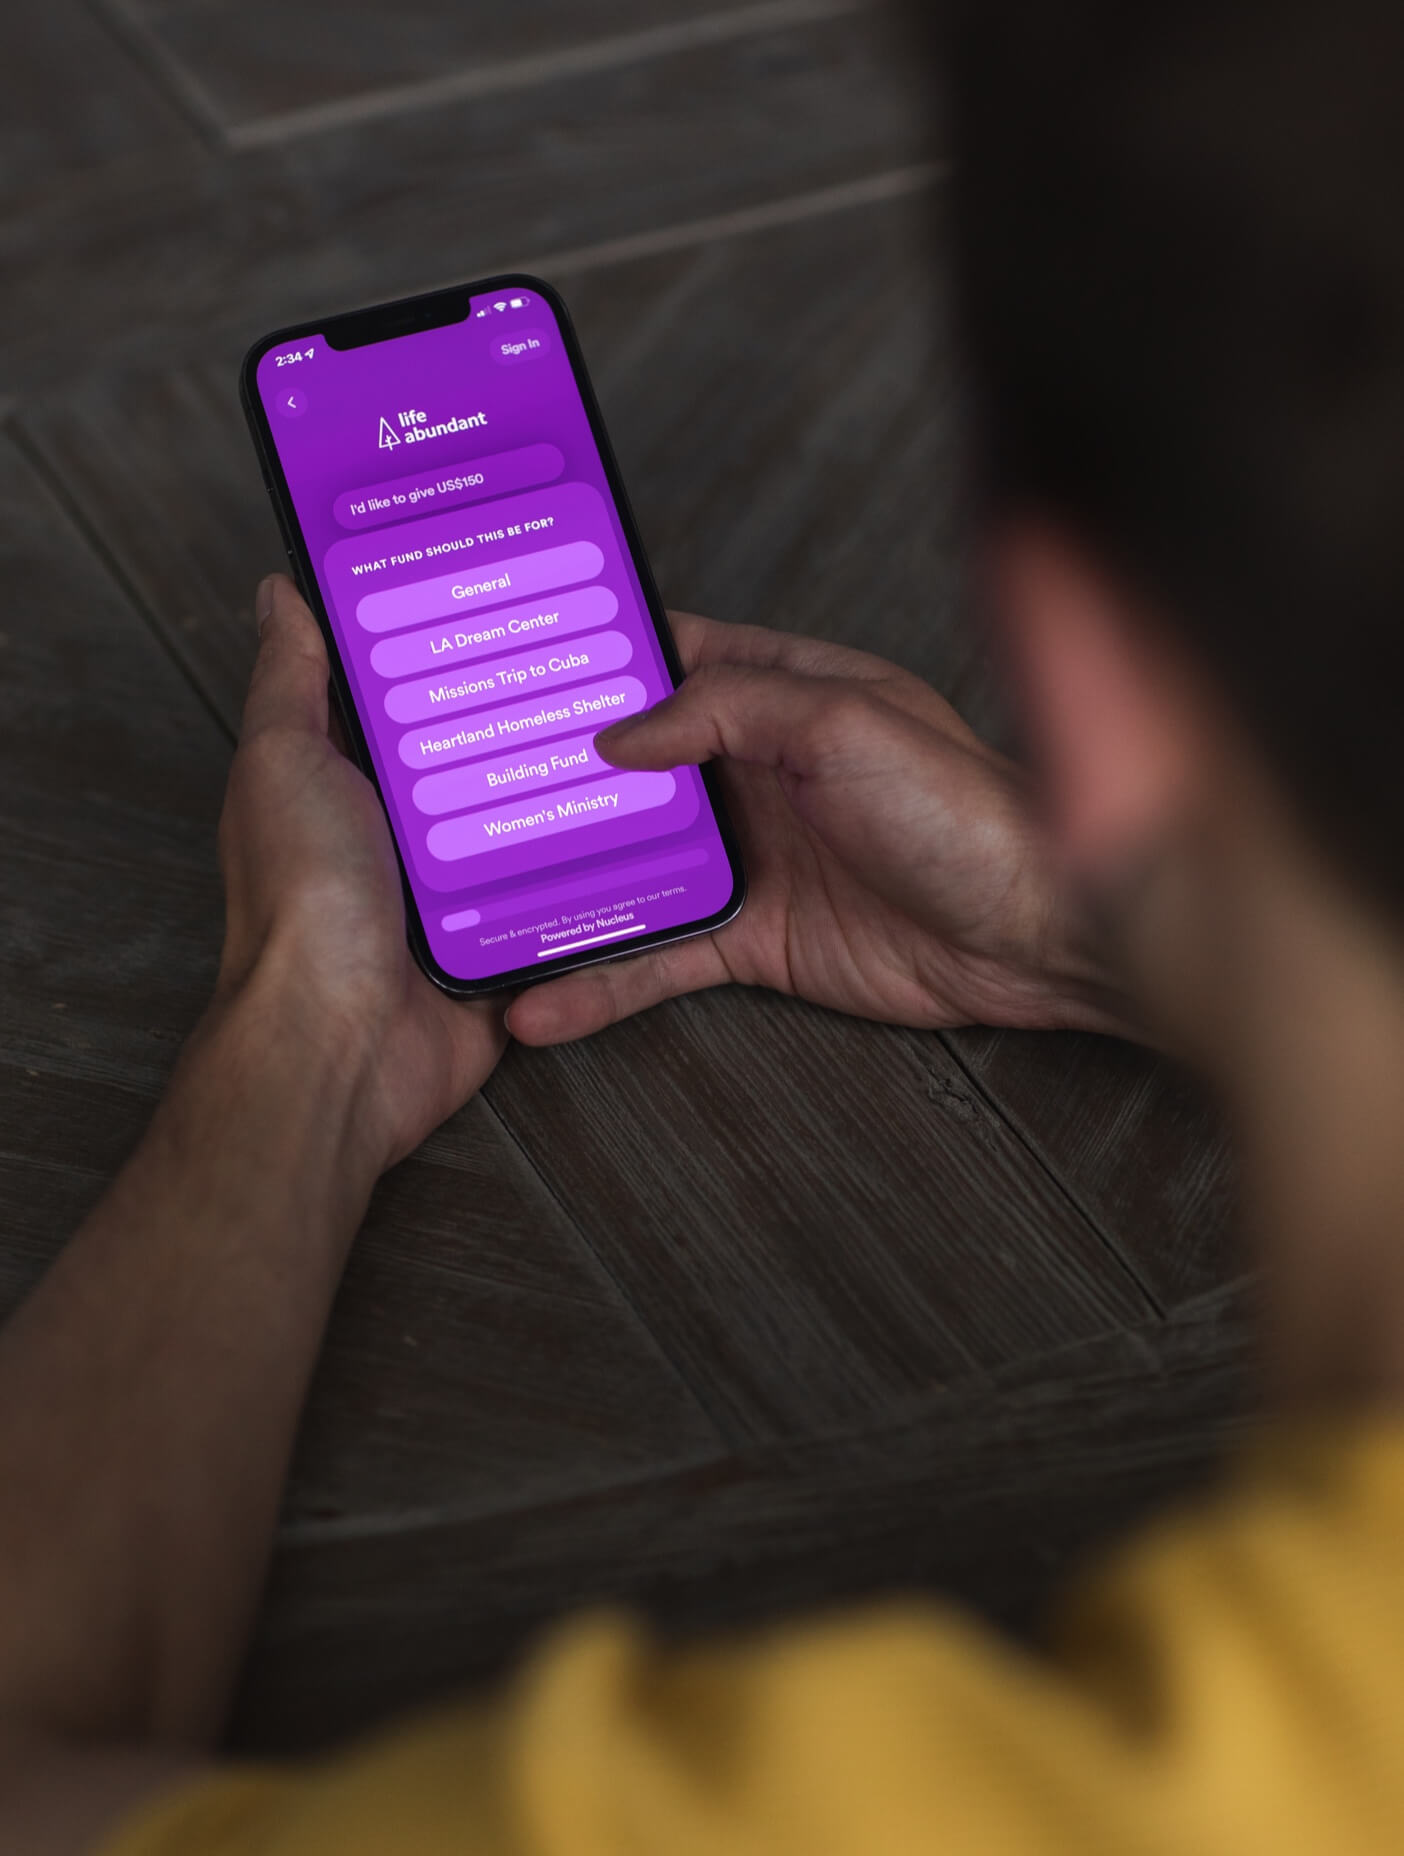 2:34
Sign In
life
abundant
I'd like to give US$150
WHAT FUND SHOULD THIS BE FOR?
General
LA Dream Center
Missions Trip to Cuba
Heartland Homeless Shelter
Building Fund
Women's Ministry
Secure & encrypted. By using you agree to our terms.
Powered by Nucleus